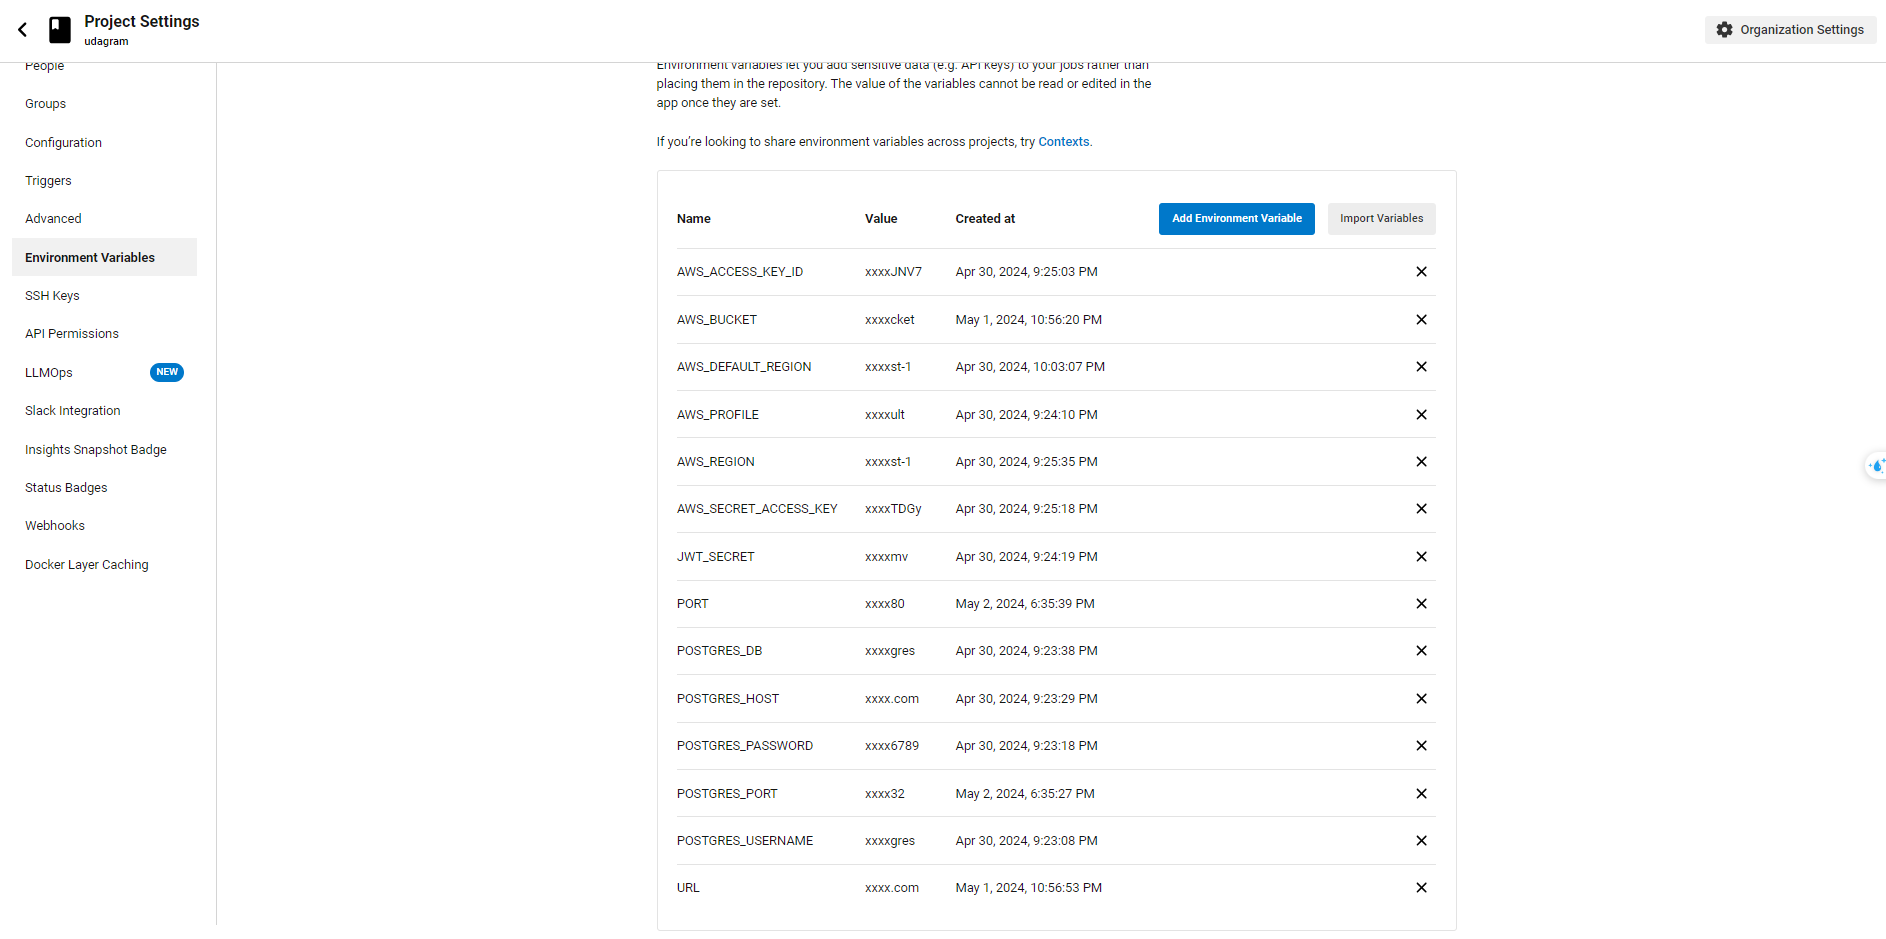 Project Settings
udagram
Organization Settings
People
Groups
Configuration
Triggers
Advanced
Environment Variables
SSH Keys
API Permissions
LLMOps NEW
Slack Integration
Insights Snapshot Badge
Status Badges
Webhooks
Docker Layer Caching
Environment variables let you add sensitive data (e.g. API keys) to your jobs rather than
placing them in the repository. The value of the variables cannot be read or edited in the
app once they are set.
If you're looking to share environment variables across projects, try Contexts.
Name Value Created at Add Environment Variable Import Variables
AWS_ACCESS_KEY_ID xxxxJNV7 Apr 30, 2024, 9:25:03 PM
AWS_BUCKET xxxxcket May 1, 2024, 10:56:20 PM
AWS_DEFAULT_REGION xxxxst-1 Apr 30, 2024, 10:03:07 PM
AWS_PROFILE xxxxult Apr 30, 2024, 9:24:10 PM
AWS_REGION xxxxst-1 Apr 30, 2024, 9:25:35 PM
AWS_SECRET_ACCESS_KEY xxxxTDGy Apr 30, 2024, 9:25:18 PM
JWT_SECRET xxxxmv Apr 30, 2024, 9:24:19 PM
PORT xxxx80 May 2, 2024, 6:35:39 PM
POSTGRES_DB xxxxgres Apr 30, 2024, 9:23:38 PM
POSTGRES_HOST xxxx.com Apr 30, 2024, 9:23:29 PM
POSTGRES_PASSWORD xxxx6789 Apr 30, 2024, 9:23:18 PM
POSTGRES_PORT xxxx32 May 2, 2024, 6:35:27 PM
POSTGRES_USERNAME xxxxgres Apr 30, 2024, 9:23:08 PM
URL xxxx.com May 1, 2024, 10:56:53 PM